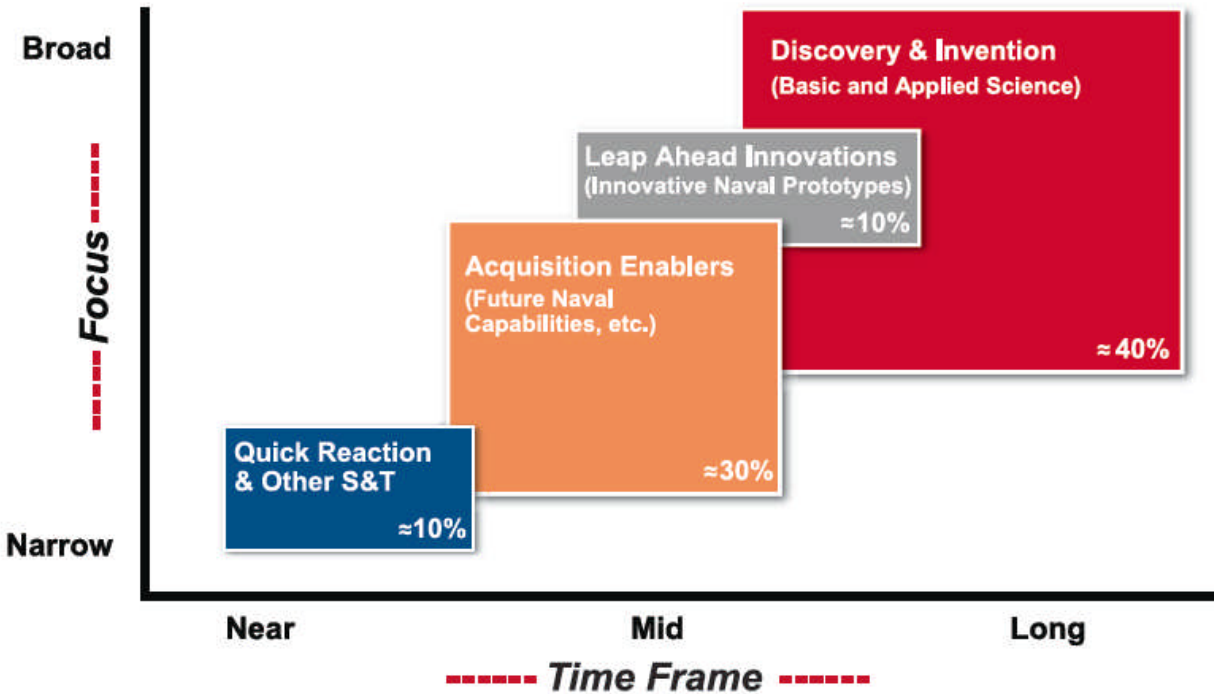 Broad
Focus
Narrow
Discovery & Invention
(Basic and Applied Science)
≈40%
Leap Ahead Innovations
(Innovative Naval Prototypes)
≈10%
Acquisition Enablers
(Future Naval
Capabilities, etc.)
≈30%
Quick Reaction
& Other S&T
≈10%
Near
Mid
Long
Time Frame